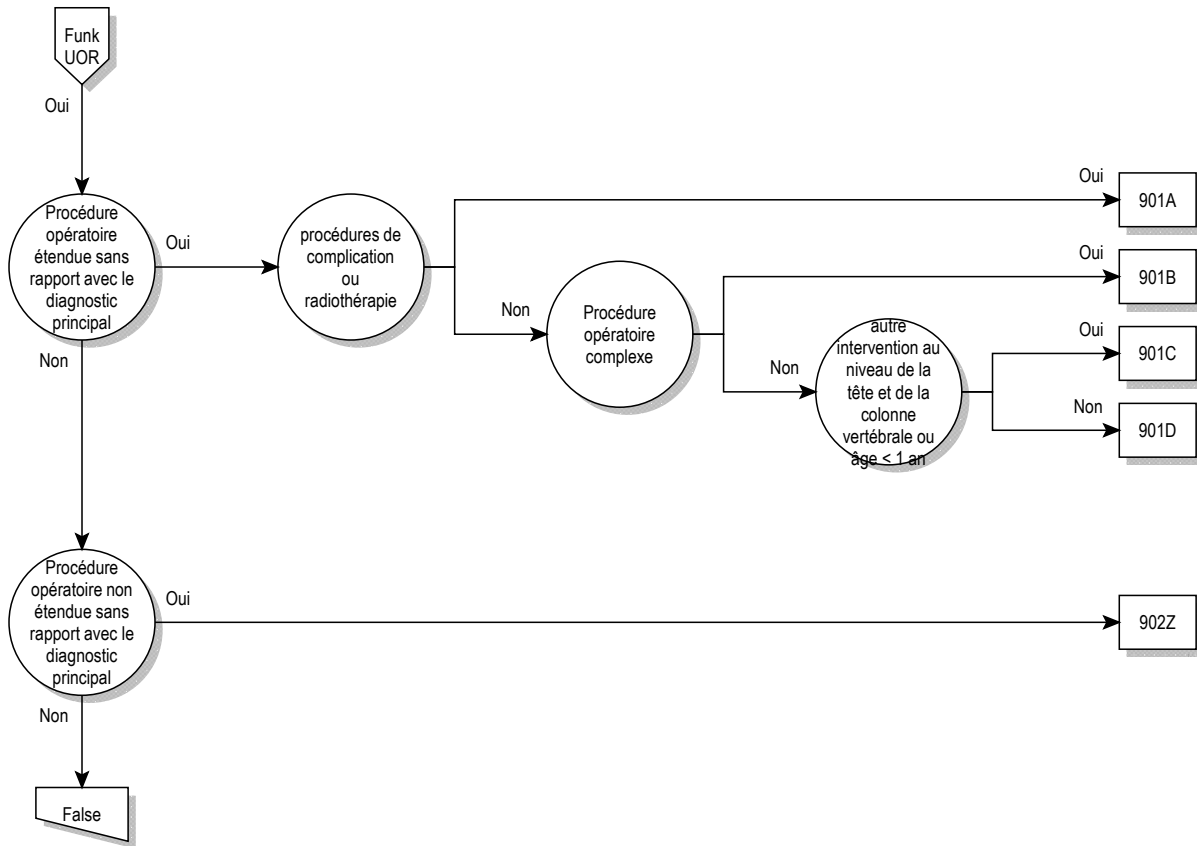 Funk
UOR
Oui
Procédure
opératoire
étendue sans
rapport avec le
diagnostic
principal
Oui
procédures de
complication
ou
radiothérapie
Oui
901A
Non
Procédure
opératoire
complexe
Oui
901B
Non
autre
intervention au
niveau de la
tête et de la
colonne
vertébrale ou
âge < 1 an
Oui
901C
Non
901D
Non
Procédure
opératoire non
étendue sans
rapport avec le
diagnostic
principal
Oui
902Z
Non
False